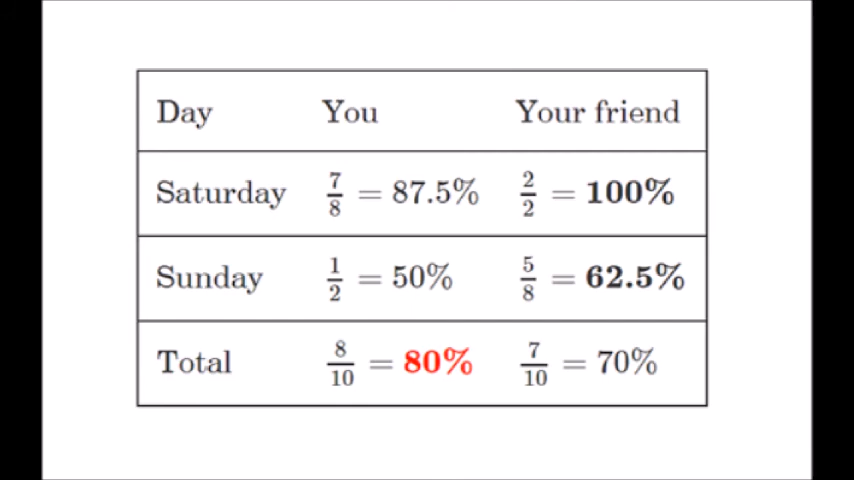 Day You Your friend
Saturday 7/8 = 87.5% 2/2 = 100%
Sunday 1/2 = 50% 5/8 = 62.5%
Total 8/10 = 80% 7/10 = 70%